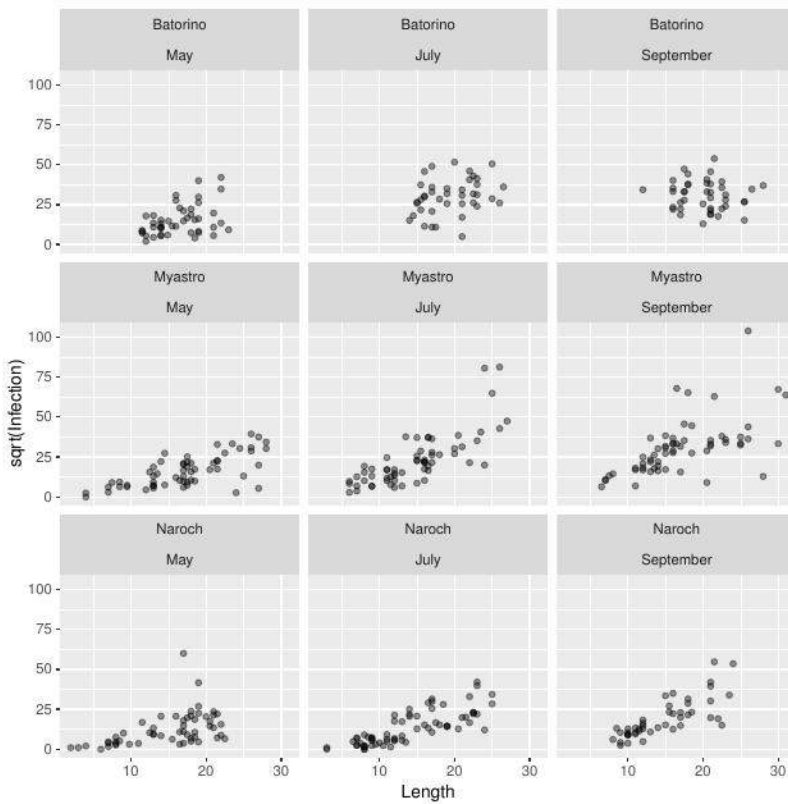 Batorino
May
Batorino
July
Batorino
September
100
75
50
25
0
Myastro
May
Myastro
July
Myastro
September
100
75
50
25
0
Naroch
May
Naroch
July
Naroch
September
100
75
50
25
0
10 20 30 10 20 30 10 20 30
Length
sqrt(Infection)